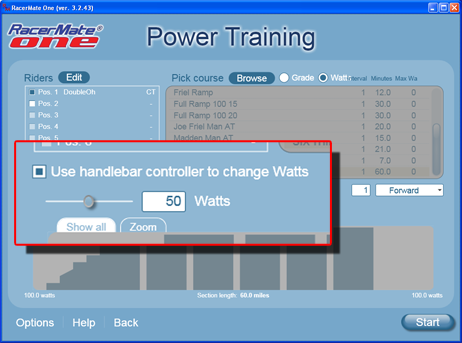 RacerMate One (ver. 3.2.43)
RacerMate one
Power Training
Riders Edit
Pick course Browse Grade Watt
Interval Minutes Max Wa
Pos. 1 DoubleOh CT
Pos. 2 -
Pos. 3 -
Pos. 4 -
Pos. 5
Friel Ramp 1 12.0 0
Full Ramp 100 15 1 30.0 0
Full Ramp 100 20 1 30.0 0
Joe Friel Man AT 1 20.0 0
Madden Man AT 1 15.0 0
1 21.0 0
1 7.0 0
1 60.0 0
Use handlebar controller to change Watts
50 Watts
Show all Zoom
1 Forward
100.0 watts Section length: 60.0 miles 100.0 watts
Options Help Back Start